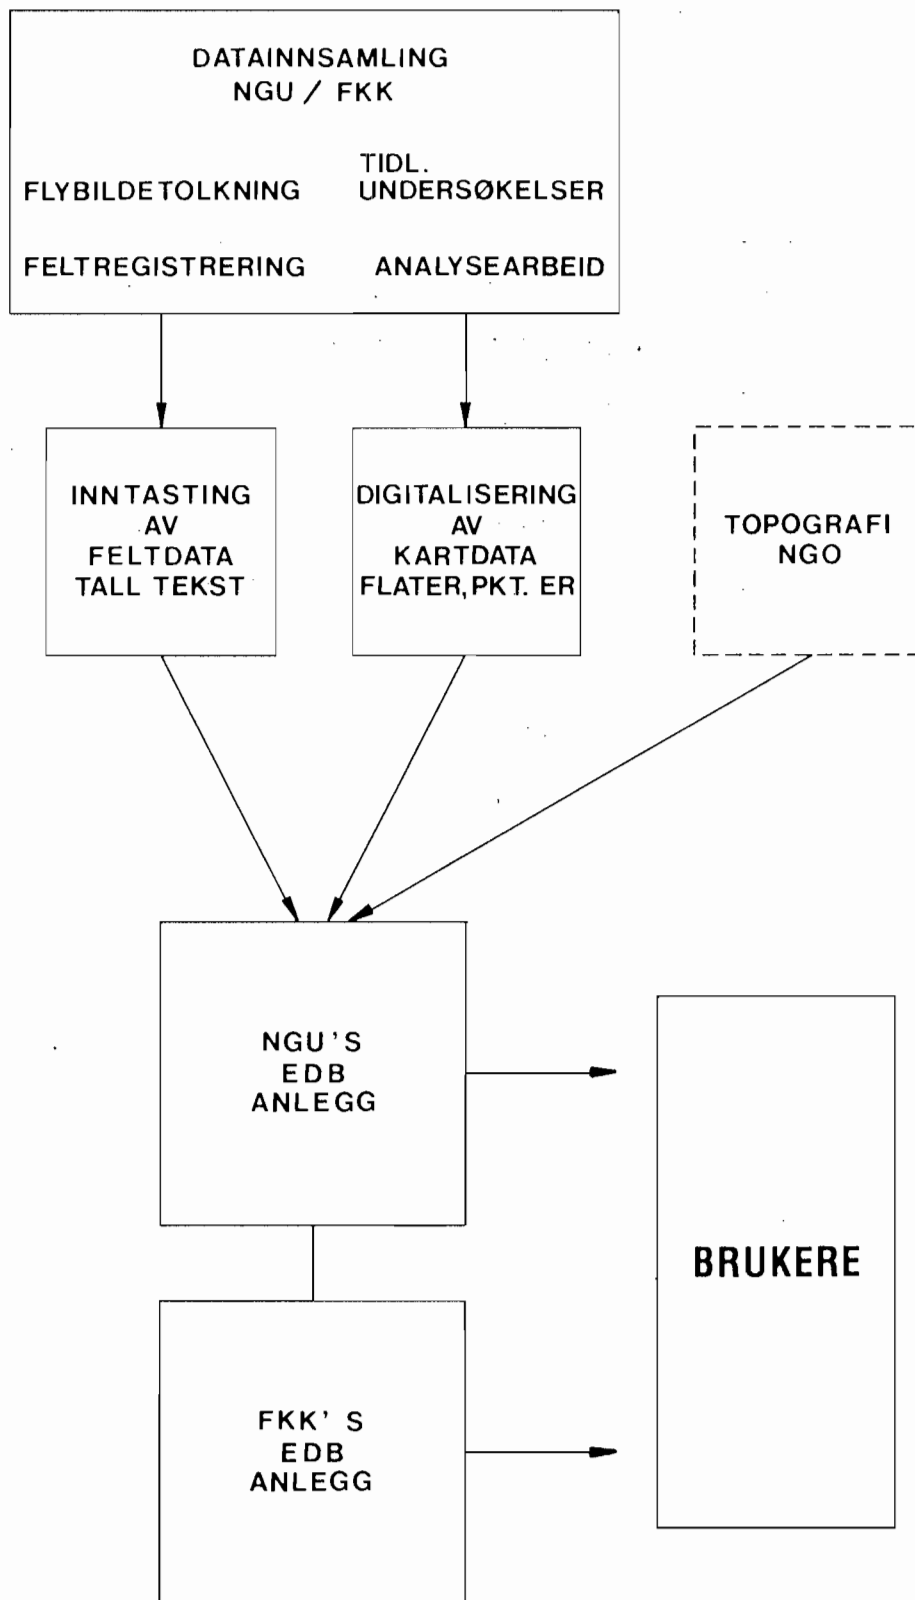 DATAINNSAMLING
NGU / FKK
FLYBILDETOLKNING
TIDL.
UNDERSØKELSER
FELTREGISTRERING
ANALYSEARBEID
INNTASTING
AV
FELTDATA
TALL TEKST
DIGITALISERING
AV
KARTDATA
FLATER, PKT. ER
TOPOGRAFI
NGO
NGU'S
EDB
ANLEGG
BRUKERE
FKK'S
EDB
ANLEGG